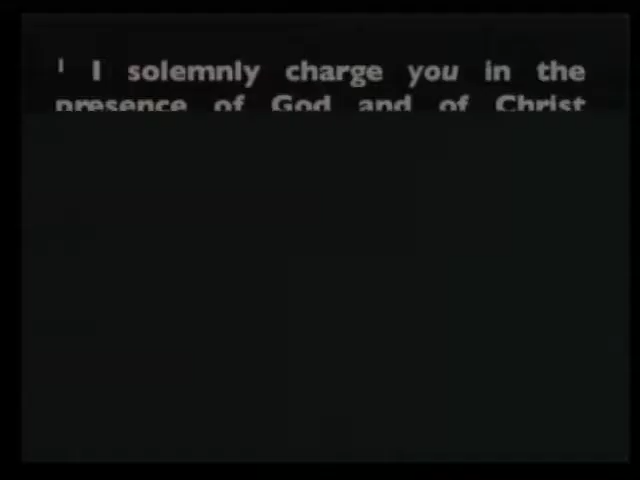 ¹ I solemnly charge you in the
presence of God and of Christ